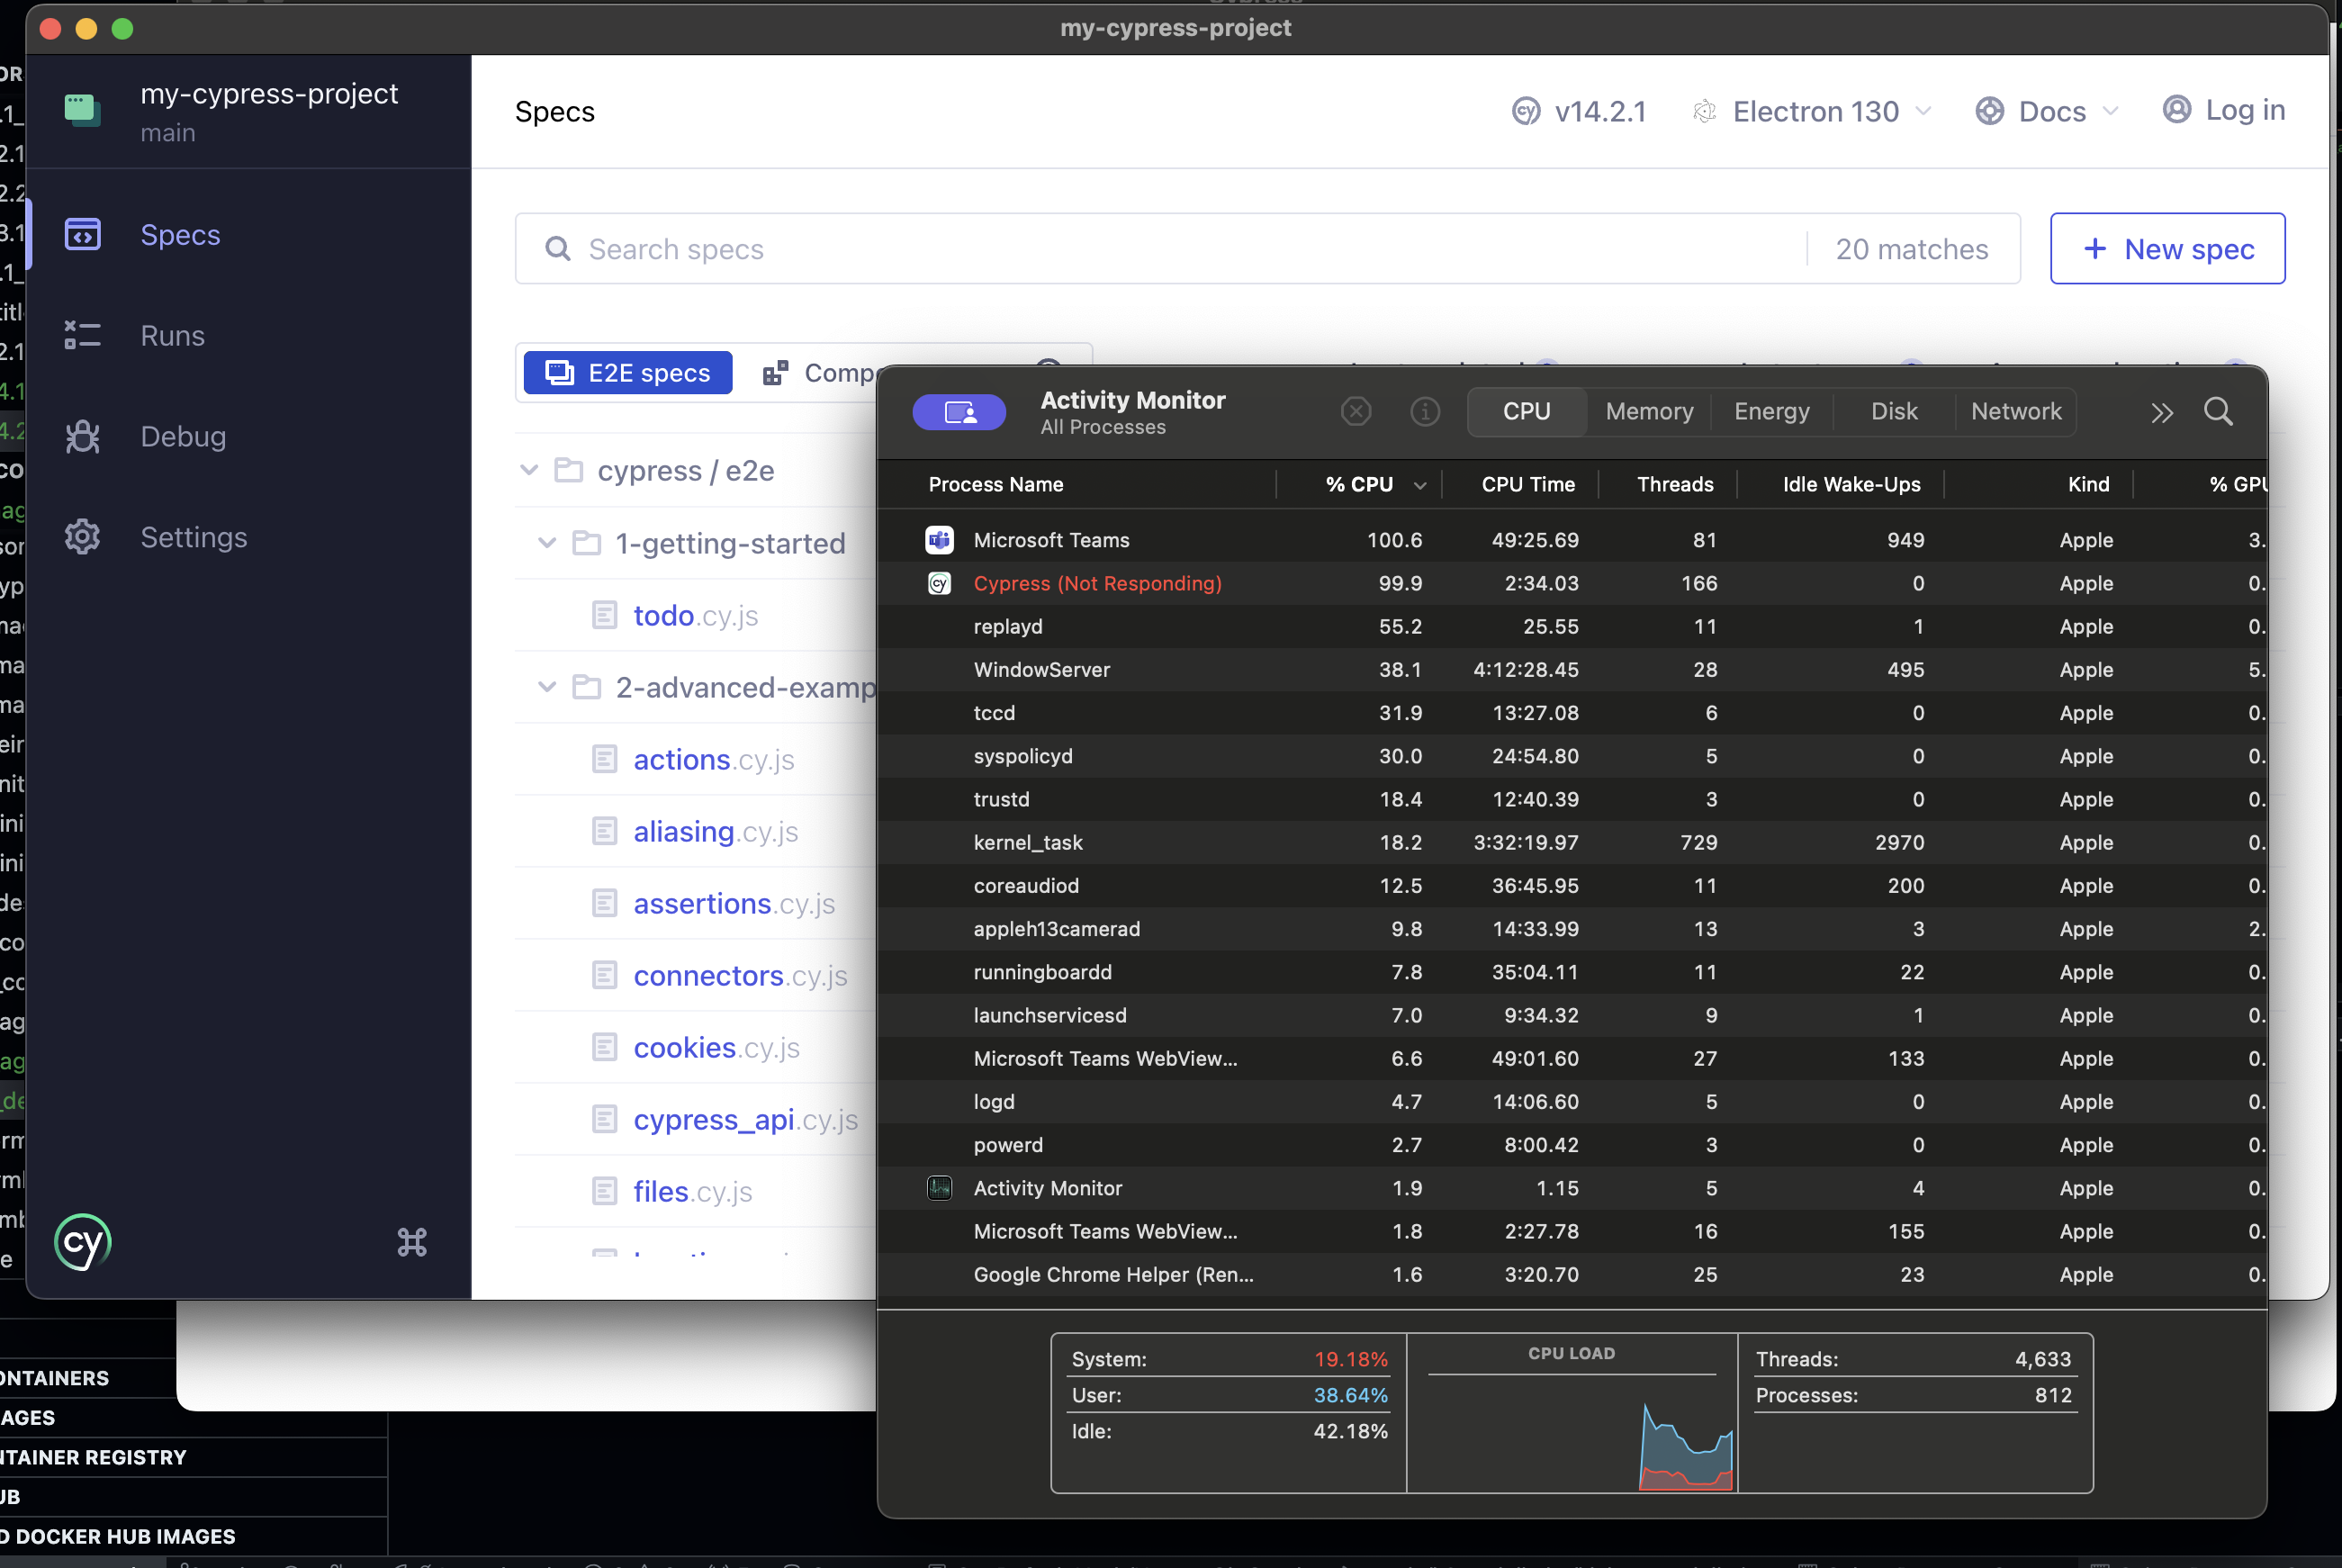 my-cypress-project
my-cypress-project
main
Specs
Runs
Debug
Settings
cy
Specs
cy v14.2.1
Electron 130
Docs
Log in
Search specs
20 matches
+ New spec
E2E specs
cypress / e2e
1-getting-started
todo.cy.js
2-advanced-examp
actions.cy.js
aliasing.cy.js
assertions.cy.js
connectors.cy.js
cookies.cy.js
cypress_api.cy.js
files.cy.js
Activity Monitor
All Processes
CPU Memory Energy Disk Network
Process Name % CPU CPU Time Threads Idle Wake-Ups Kind % GPU
Microsoft Teams 100.6 49:25.69 81 949 Apple 3.
Cypress (Not Responding) 99.9 2:34.03 166 0 Apple 0.
replayd 55.2 25.55 11 1 Apple 0.
WindowServer 38.1 4:12:28.45 28 495 Apple 5.
tccd 31.9 13:27.08 6 0 Apple 0.
syspolicyd 30.0 24:54.80 5 0 Apple 0.
trustd 18.4 12:40.39 3 0 Apple 0.
kernel_task 18.2 3:32:19.97 729 2970 Apple 0.
coreaudiod 12.5 36:45.95 11 200 Apple 0.
appleh13camerad 9.8 14:33.99 13 3 Apple 2.
runningboardd 7.8 35:04.11 11 22 Apple 0.
launchservicesd 7.0 9:34.32 9 1 Apple 0.
Microsoft Teams WebView... 6.6 49:01.60 27 133 Apple 0.
logd 4.7 14:06.60 5 0 Apple 0.
powerd 2.7 8:00.42 3 0 Apple 0.
Activity Monitor 1.9 1.15 5 4 Apple 0.
Microsoft Teams WebView... 1.8 2:27.78 16 155 Apple 0.
Google Chrome Helper (Ren... 1.6 3:20.70 25 23 Apple 0.
System: 19.18%
User: 38.64%
Idle: 42.18%
CPU LOAD
Threads: 4,633
Processes: 812
ONTAINERS
AGES
NTAINER REGISTRY
UB
D DOCKER HUB IMAGES